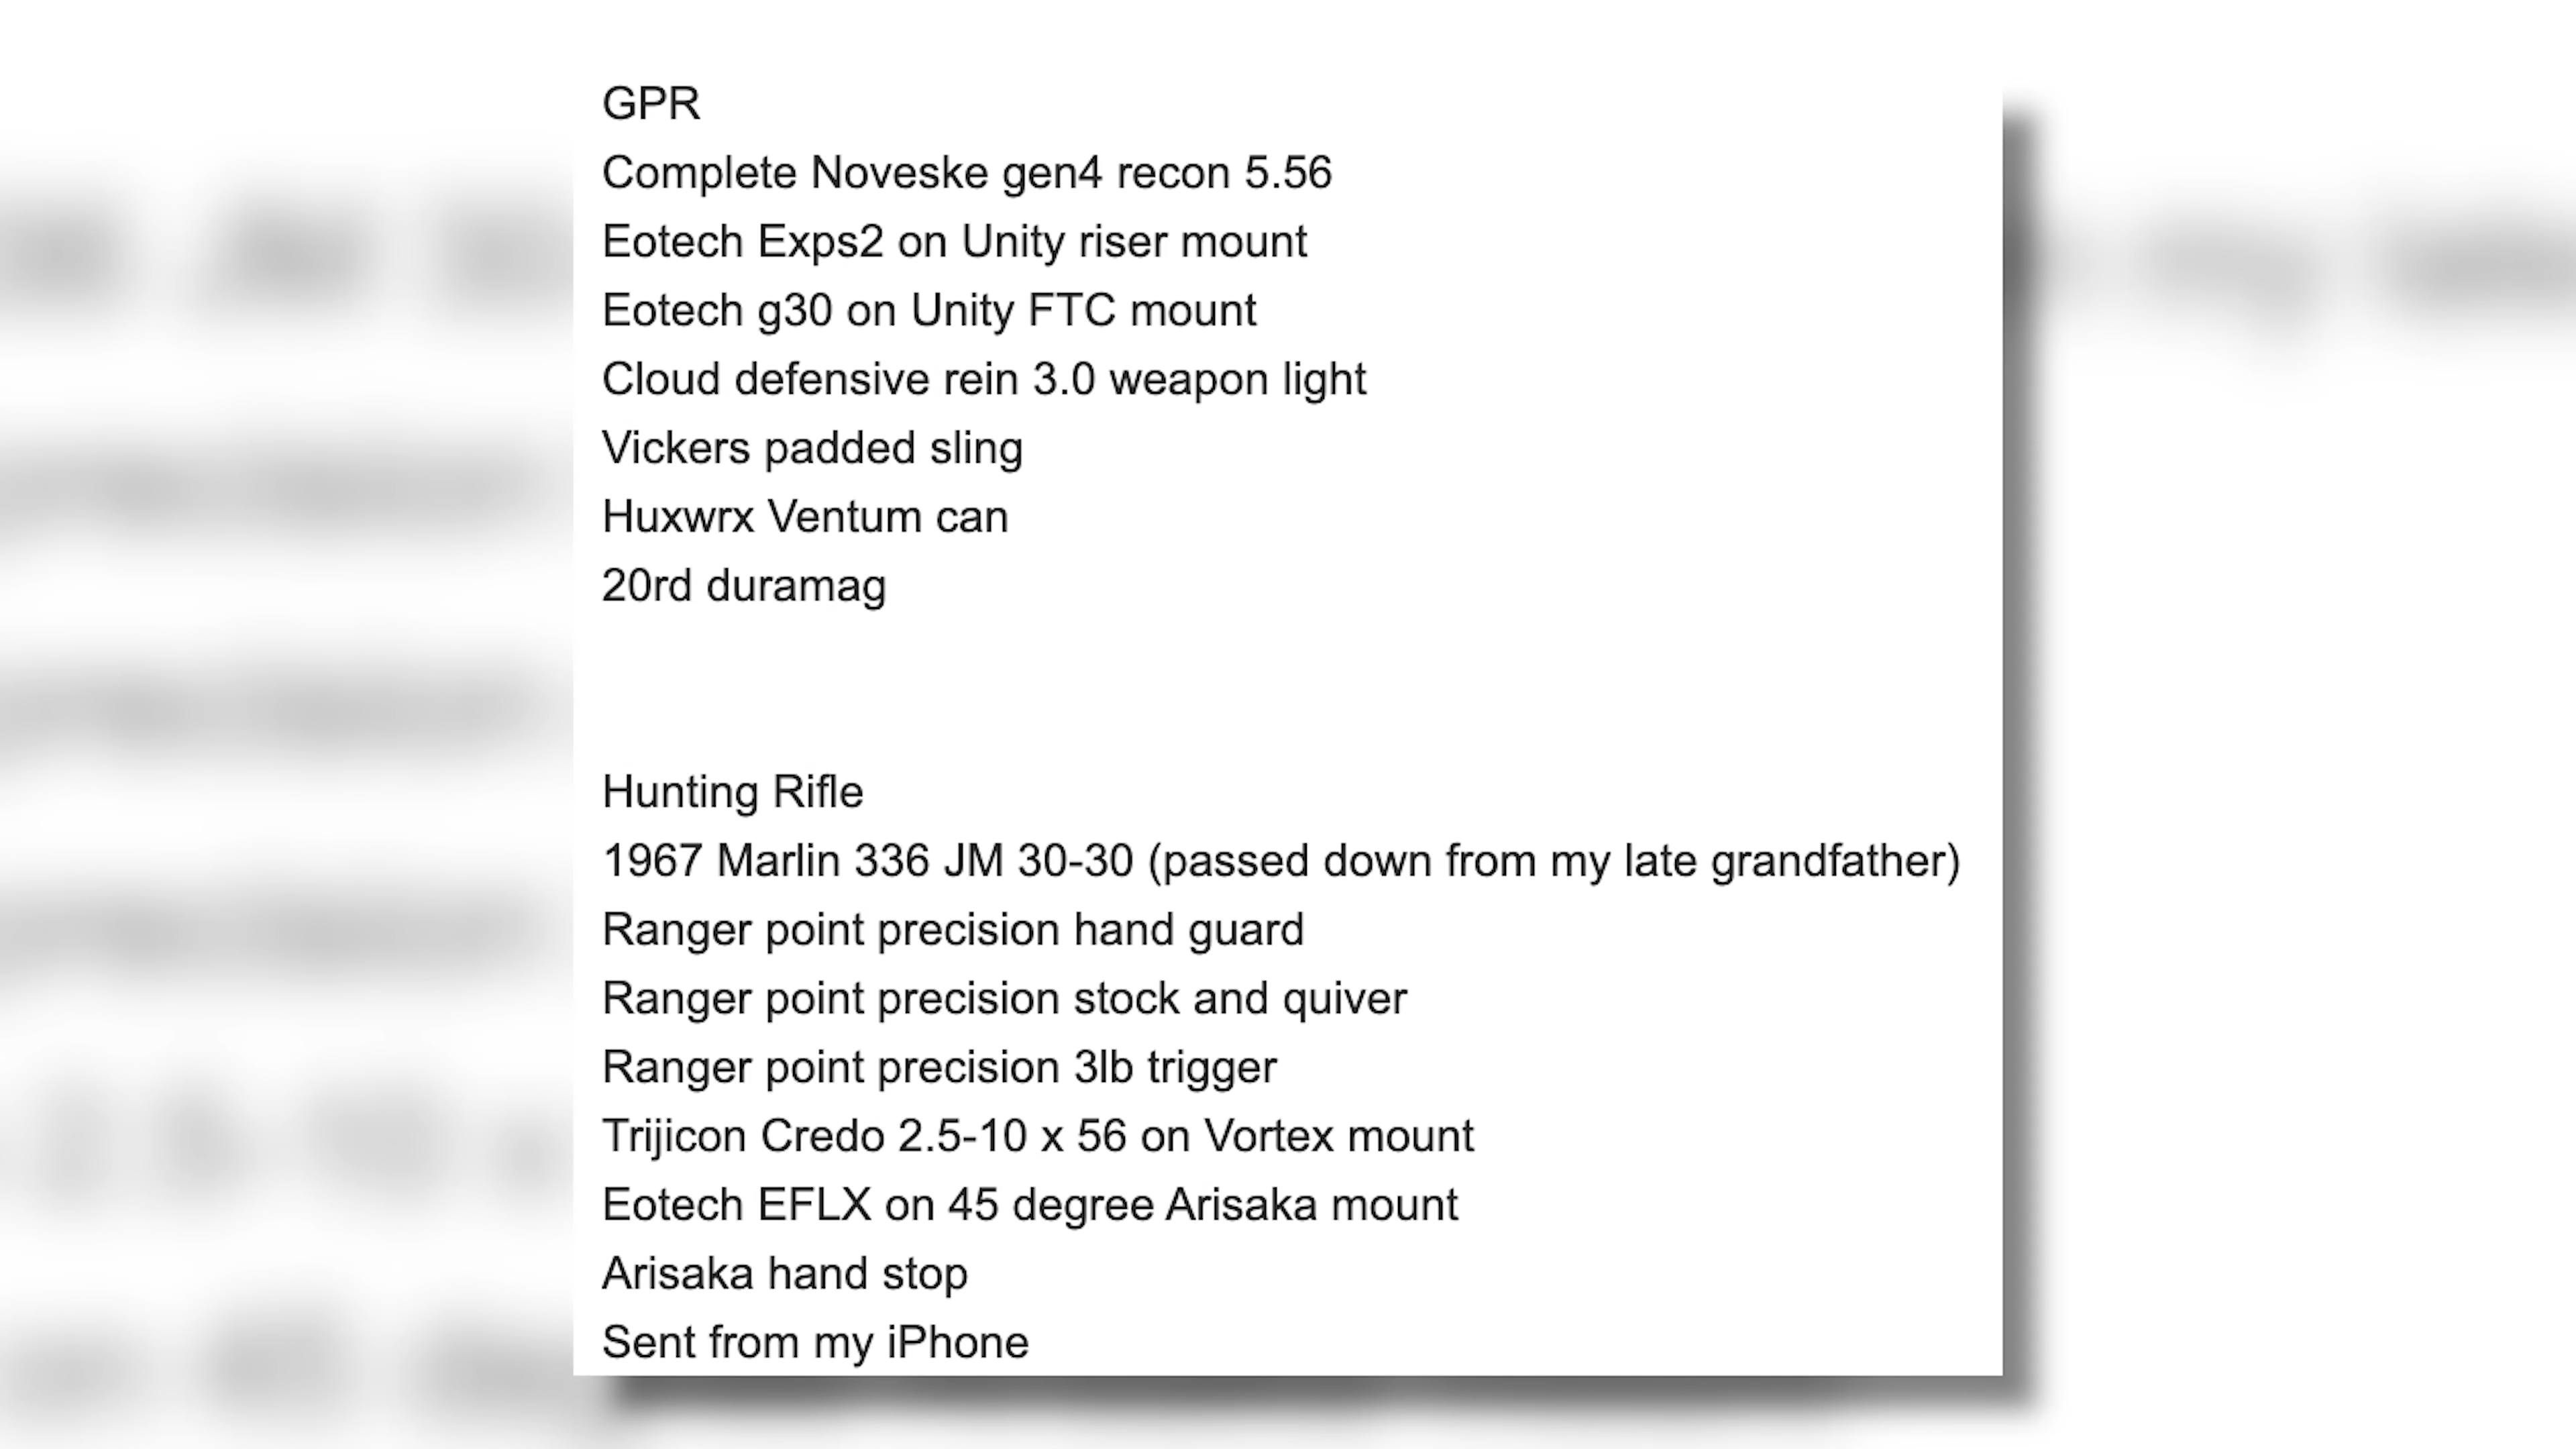 GPR
Complete Noveske gen4 recon 5.56
Eotech Exps2 on Unity riser mount
Eotech g30 on Unity FTC mount
Cloud defensive rein 3.0 weapon light
Vickers padded sling
Huxwrx Ventum can
20rd duramag
Hunting Rifle
1967 Marlin 336 JM 30-30 (passed down from my late grandfather)
Ranger point precision hand guard
Ranger point precision stock and quiver
Ranger point precision 3lb trigger
Trijicon Credo 2.5-10 x 56 on Vortex mount
Eotech EFLX on 45 degree Arisaka mount
Arisaka hand stop
Sent from my iPhone